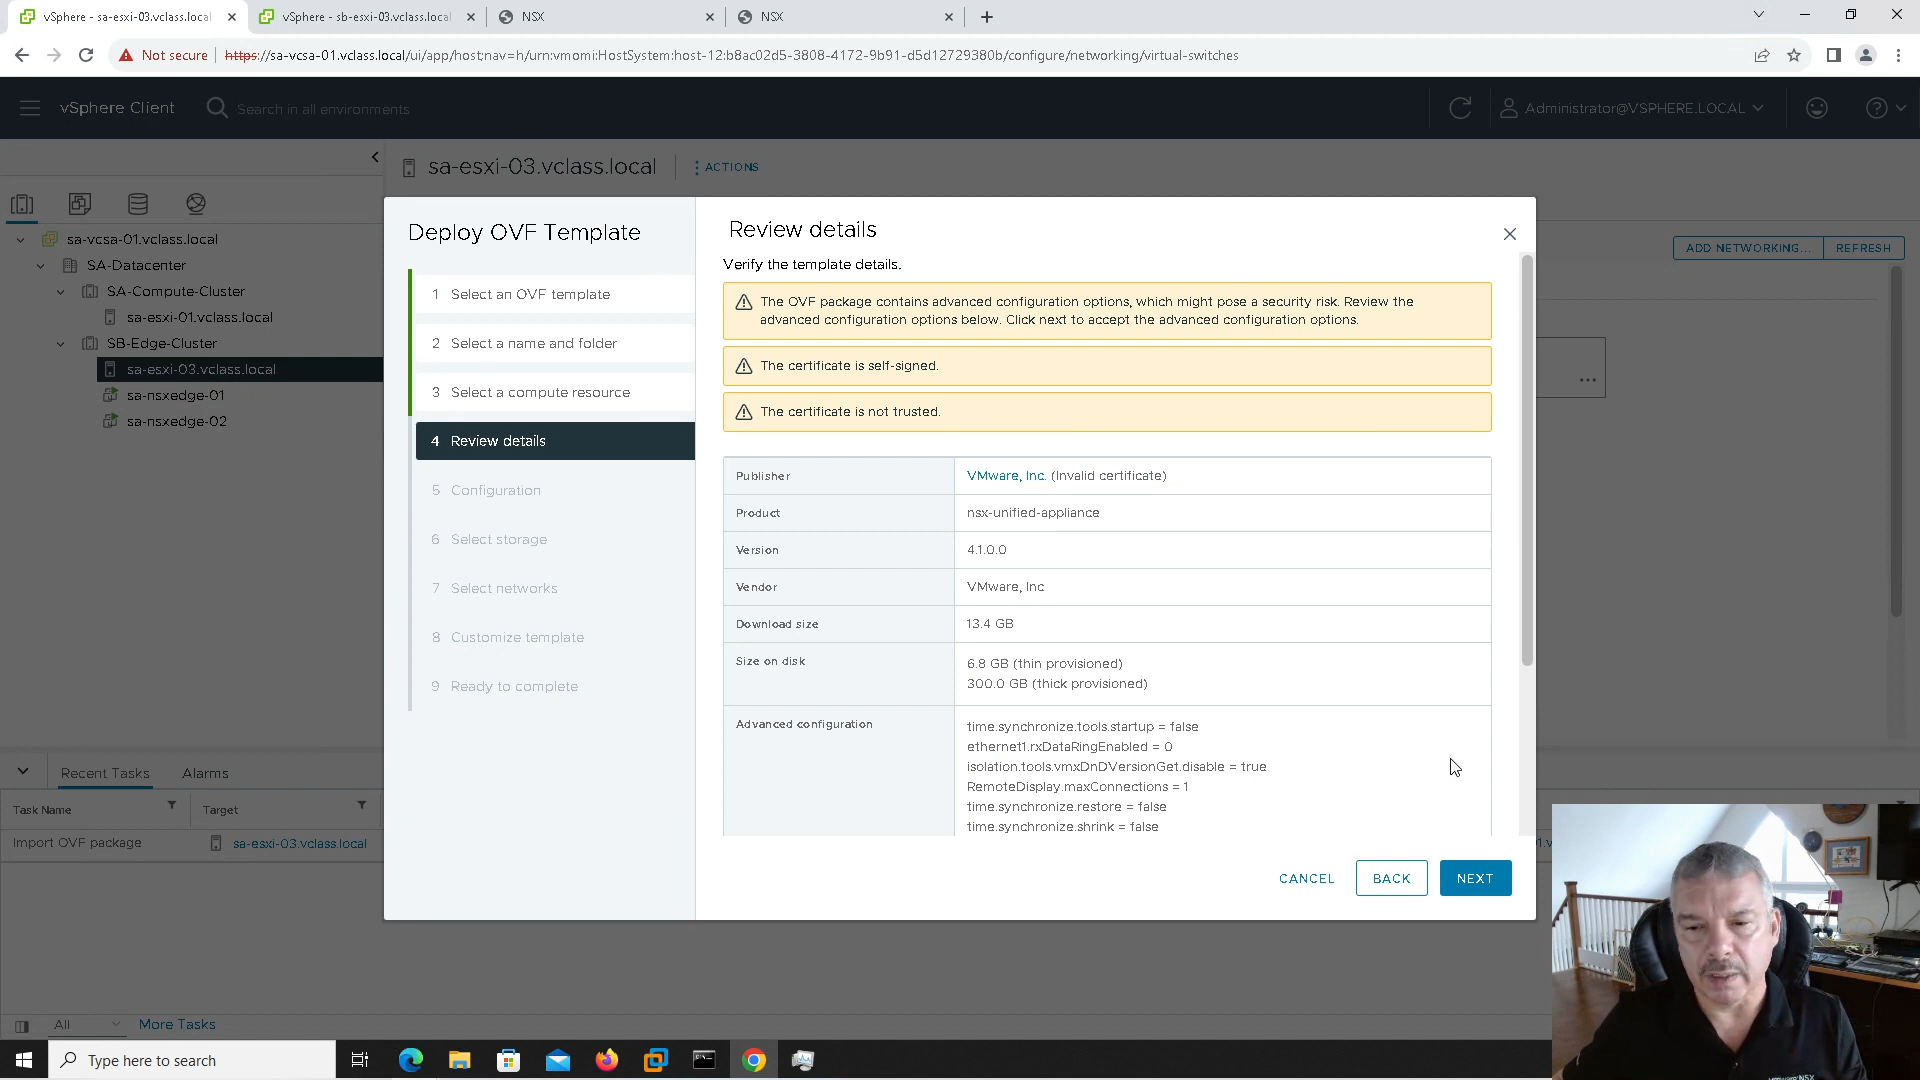 vSphere - sa-esxi-03.vclass.local
vSphere - sb-esxi-03.vclass.local
NSX
NSX
Not secure
https://sa-vcsa-01.vclass.local/ui/app/host;nav=h/urn:vmomi:HostSystem:host-12:b8ac02d5-3808-4172-9b91-d5d12729380b/configure/networking/virtual-switches
vSphere Client
Search in all environments
Administrator@VSPHERE.LOCAL
sa-esxi-03.vclass.local
ACTIONS
sa-vcsa-01.vclass.local
SA-Datacenter
SA-Compute-Cluster
sa-esxi-01.vclass.local
SB-Edge-Cluster
sa-esxi-03.vclass.local
sa-nsxedge-01
sa-nsxedge-02
ADD NETWORKING...
REFRESH
Deploy OVF Template
1 Select an OVF template
2 Select a name and folder
3 Select a compute resource
4 Review details
5 Configuration
6 Select storage
7 Select networks
8 Customize template
9 Ready to complete
Review details
Verify the template details.
The OVF package contains advanced configuration options, which might pose a security risk. Review the
advanced configuration options below. Click next to accept the advanced configuration options.
The certificate is self-signed.
The certificate is not trusted.
Publisher VMware, Inc. (Invalid certificate)
Product nsx-unified-appliance
Version 4.1.0.0
Vendor VMware, Inc
Download size 13.4 GB
Size on disk 6.8 GB (thin provisioned)
300.0 GB (thick provisioned)
Advanced configuration time.synchronize.tools.startup = false
ethernet1.rxDataRingEnabled = 0
isolation.tools.vmxDnDVersionGet.disable = true
RemoteDisplay.maxConnections = 1
time.synchronize.restore = false
time.synchronize.shrink = false
CANCEL
BACK
NEXT
Recent Tasks
Alarms
Task Name
Target
Import OVF package
sa-esxi-03.vclass.local
All
More Tasks
Type here to search